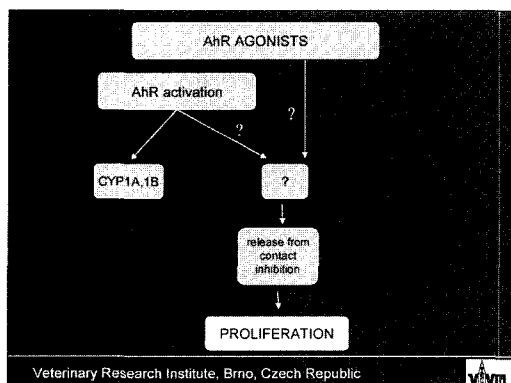 AhR AGONISTS
AhR activation
?
?
CYP1A,1B
?
release from
contact
inhibition
PROLIFERATION
Veterinary Research Institute, Brno, Czech Republic